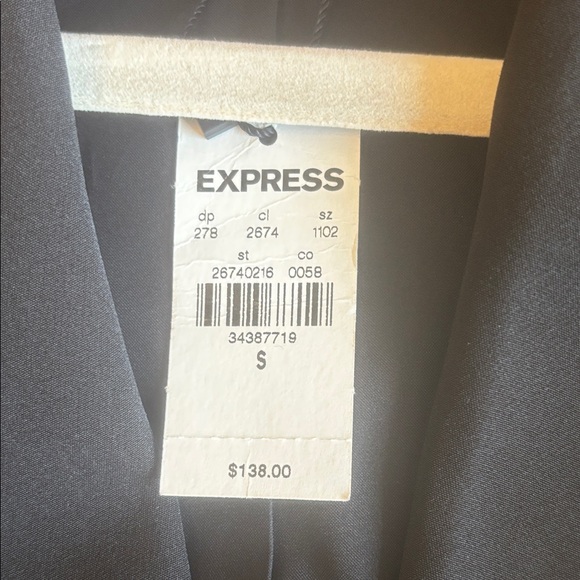 EXPRESS
dp cl sz
278 2674 1102
st co
26740216 0058
34387719
S
$138.00